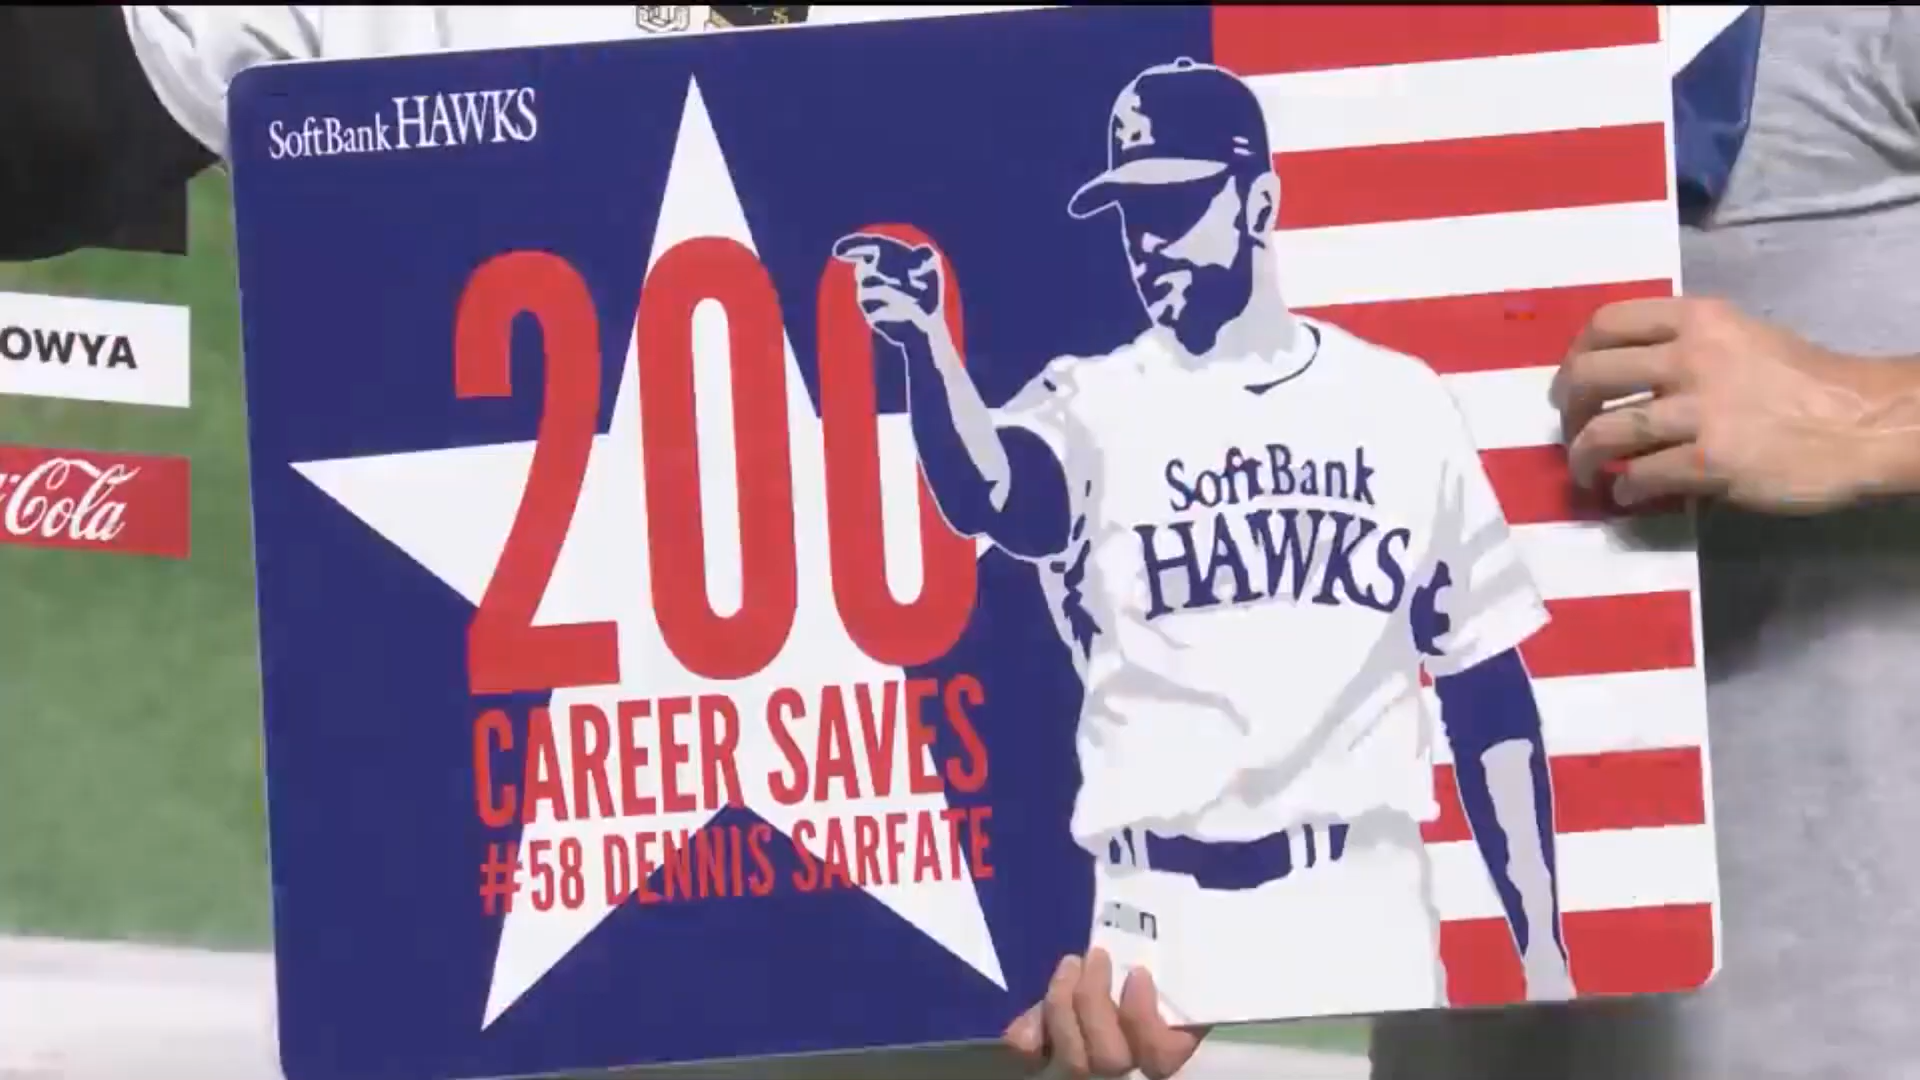 SoftBank HAWKS
200
CAREER SAVES
#58 DENNIS SARFATE
SoftBank
HAWKS
OWYA
Cola